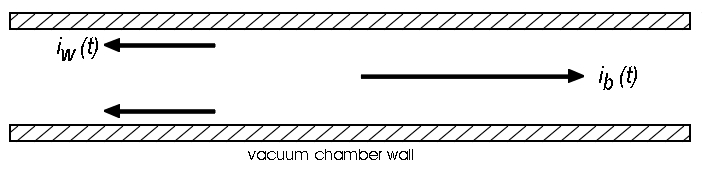 i_w (t)
i_b (t)
vacuum chamber wall